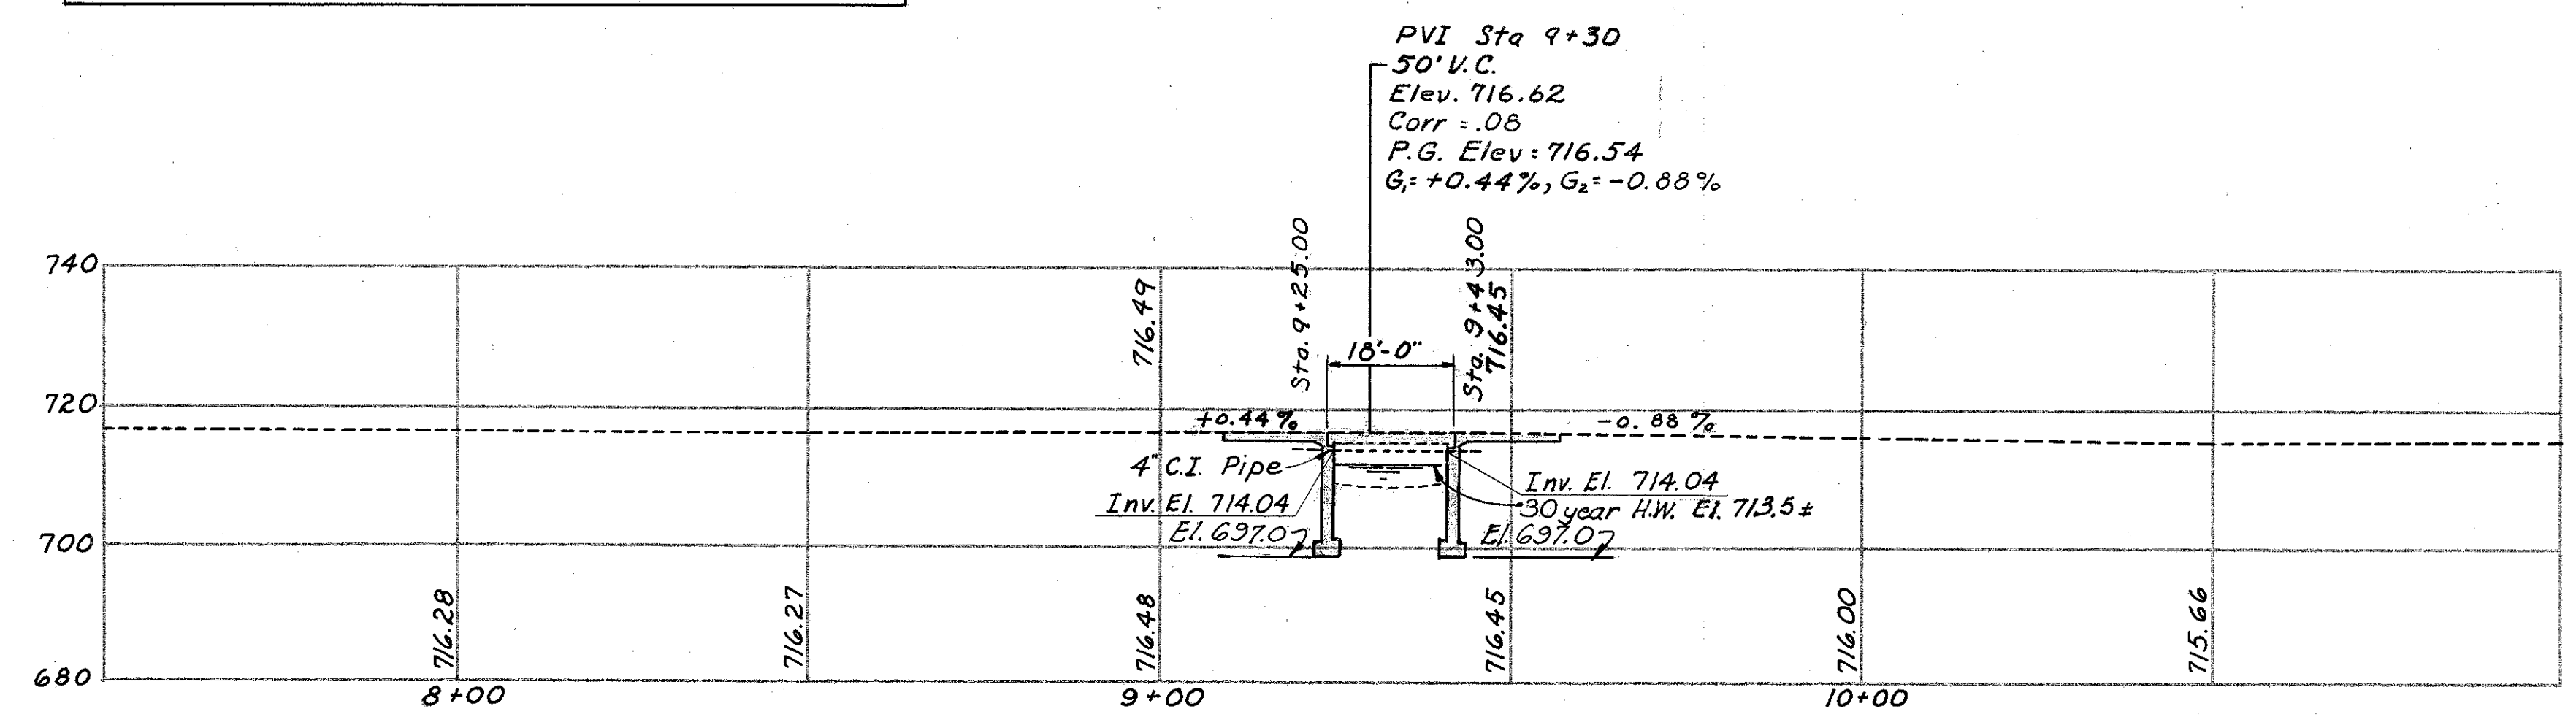 PVI Sta 9+30
50' V.C.
Elev. 716.62
Corr = .08
P.G. Elev = 716.54
G₁= +0.44%, G₂= -0.88%
740
716.49
Sta. 9+25.00
Sta. 9+43.00
716.45
18'-0"
720
+0.44%
-0.88%
4" C.I. Pipe
Inv. El. 714.04
Inv. El. 714.04
30 year H.W. El. 713.5±
El. 697.0
El. 697.0
700
716.28
716.27
716.48
716.45
716.00
715.66
680
8+00
9+00
10+00